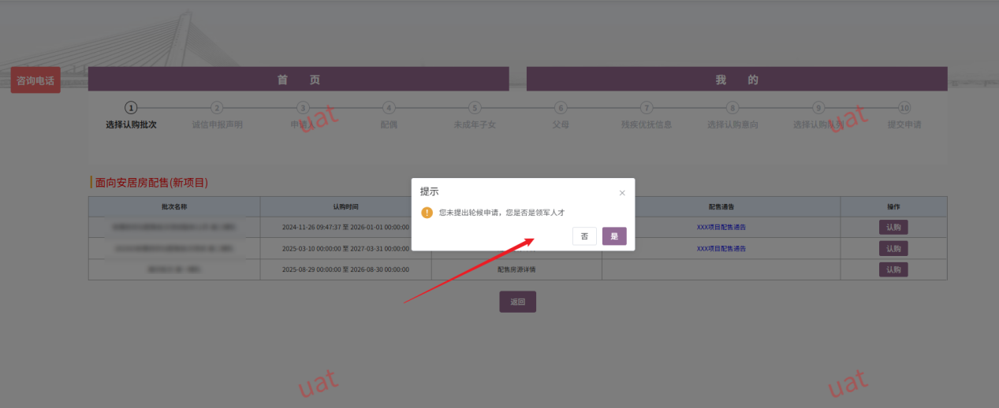 咨询电话
首 页
我 的
1 2 3 4 5 6 7 8 9 10
选择认购批次 诚信申报声明 申请人 配偶 未成年子女 父母 残疾优抚信息 选择认购意向 选择认购队列 提交申请
uat uat
面向安居房配售(新项目)
提示 ×
您未提出轮候申请，您是否是领军人才
否 是
批次名称 认购时间 配售通告 操作
2024-11-26 09:47:37 至 2026-01-01 00:00:00 XXX项目配售通告 认购
2025-03-10 00:00:00 至 2027-03-31 00:00:00 XXX项目配售通告 认购
2025-08-29 00:00:00 至 2026-08-30 00:00:00 配售房源详情 认购
返回
uat uat